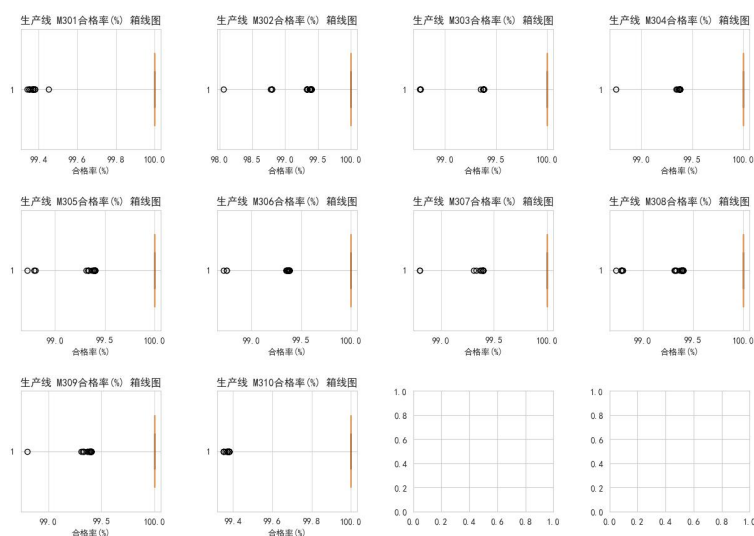 生产线 M301合格率(%) 箱线图
生产线 M302合格率(%) 箱线图
生产线 M303合格率(%) 箱线图
生产线 M304合格率(%) 箱线图
1
1
1
1
99.4 99.6 99.8 100.0
98.0 98.5 99.0 99.5 100.0
99.0 99.5 100.0
99.0 99.5 100.0
合格率(%)
合格率(%)
合格率(%)
合格率(%)
生产线 M305合格率(%) 箱线图
生产线 M306合格率(%) 箱线图
生产线 M307合格率(%) 箱线图
生产线 M308合格率(%) 箱线图
1
1
1
1
99.0 99.5 100.0
99.0 99.5 100.0
99.0 99.5 100.0
99.0 99.5 100.0
合格率(%)
合格率(%)
合格率(%)
合格率(%)
生产线 M309合格率(%) 箱线图
生产线 M310合格率(%) 箱线图
1
1
99.0 99.5 100.0
99.4 99.6 99.8 100.0
合格率(%)
合格率(%)
1.0
0.8
0.6
0.4
0.2
0.0
0.0 0.2 0.4 0.6 0.8 1.0
1.0
0.8
0.6
0.4
0.2
0.0
0.0 0.2 0.4 0.6 0.8 1.0